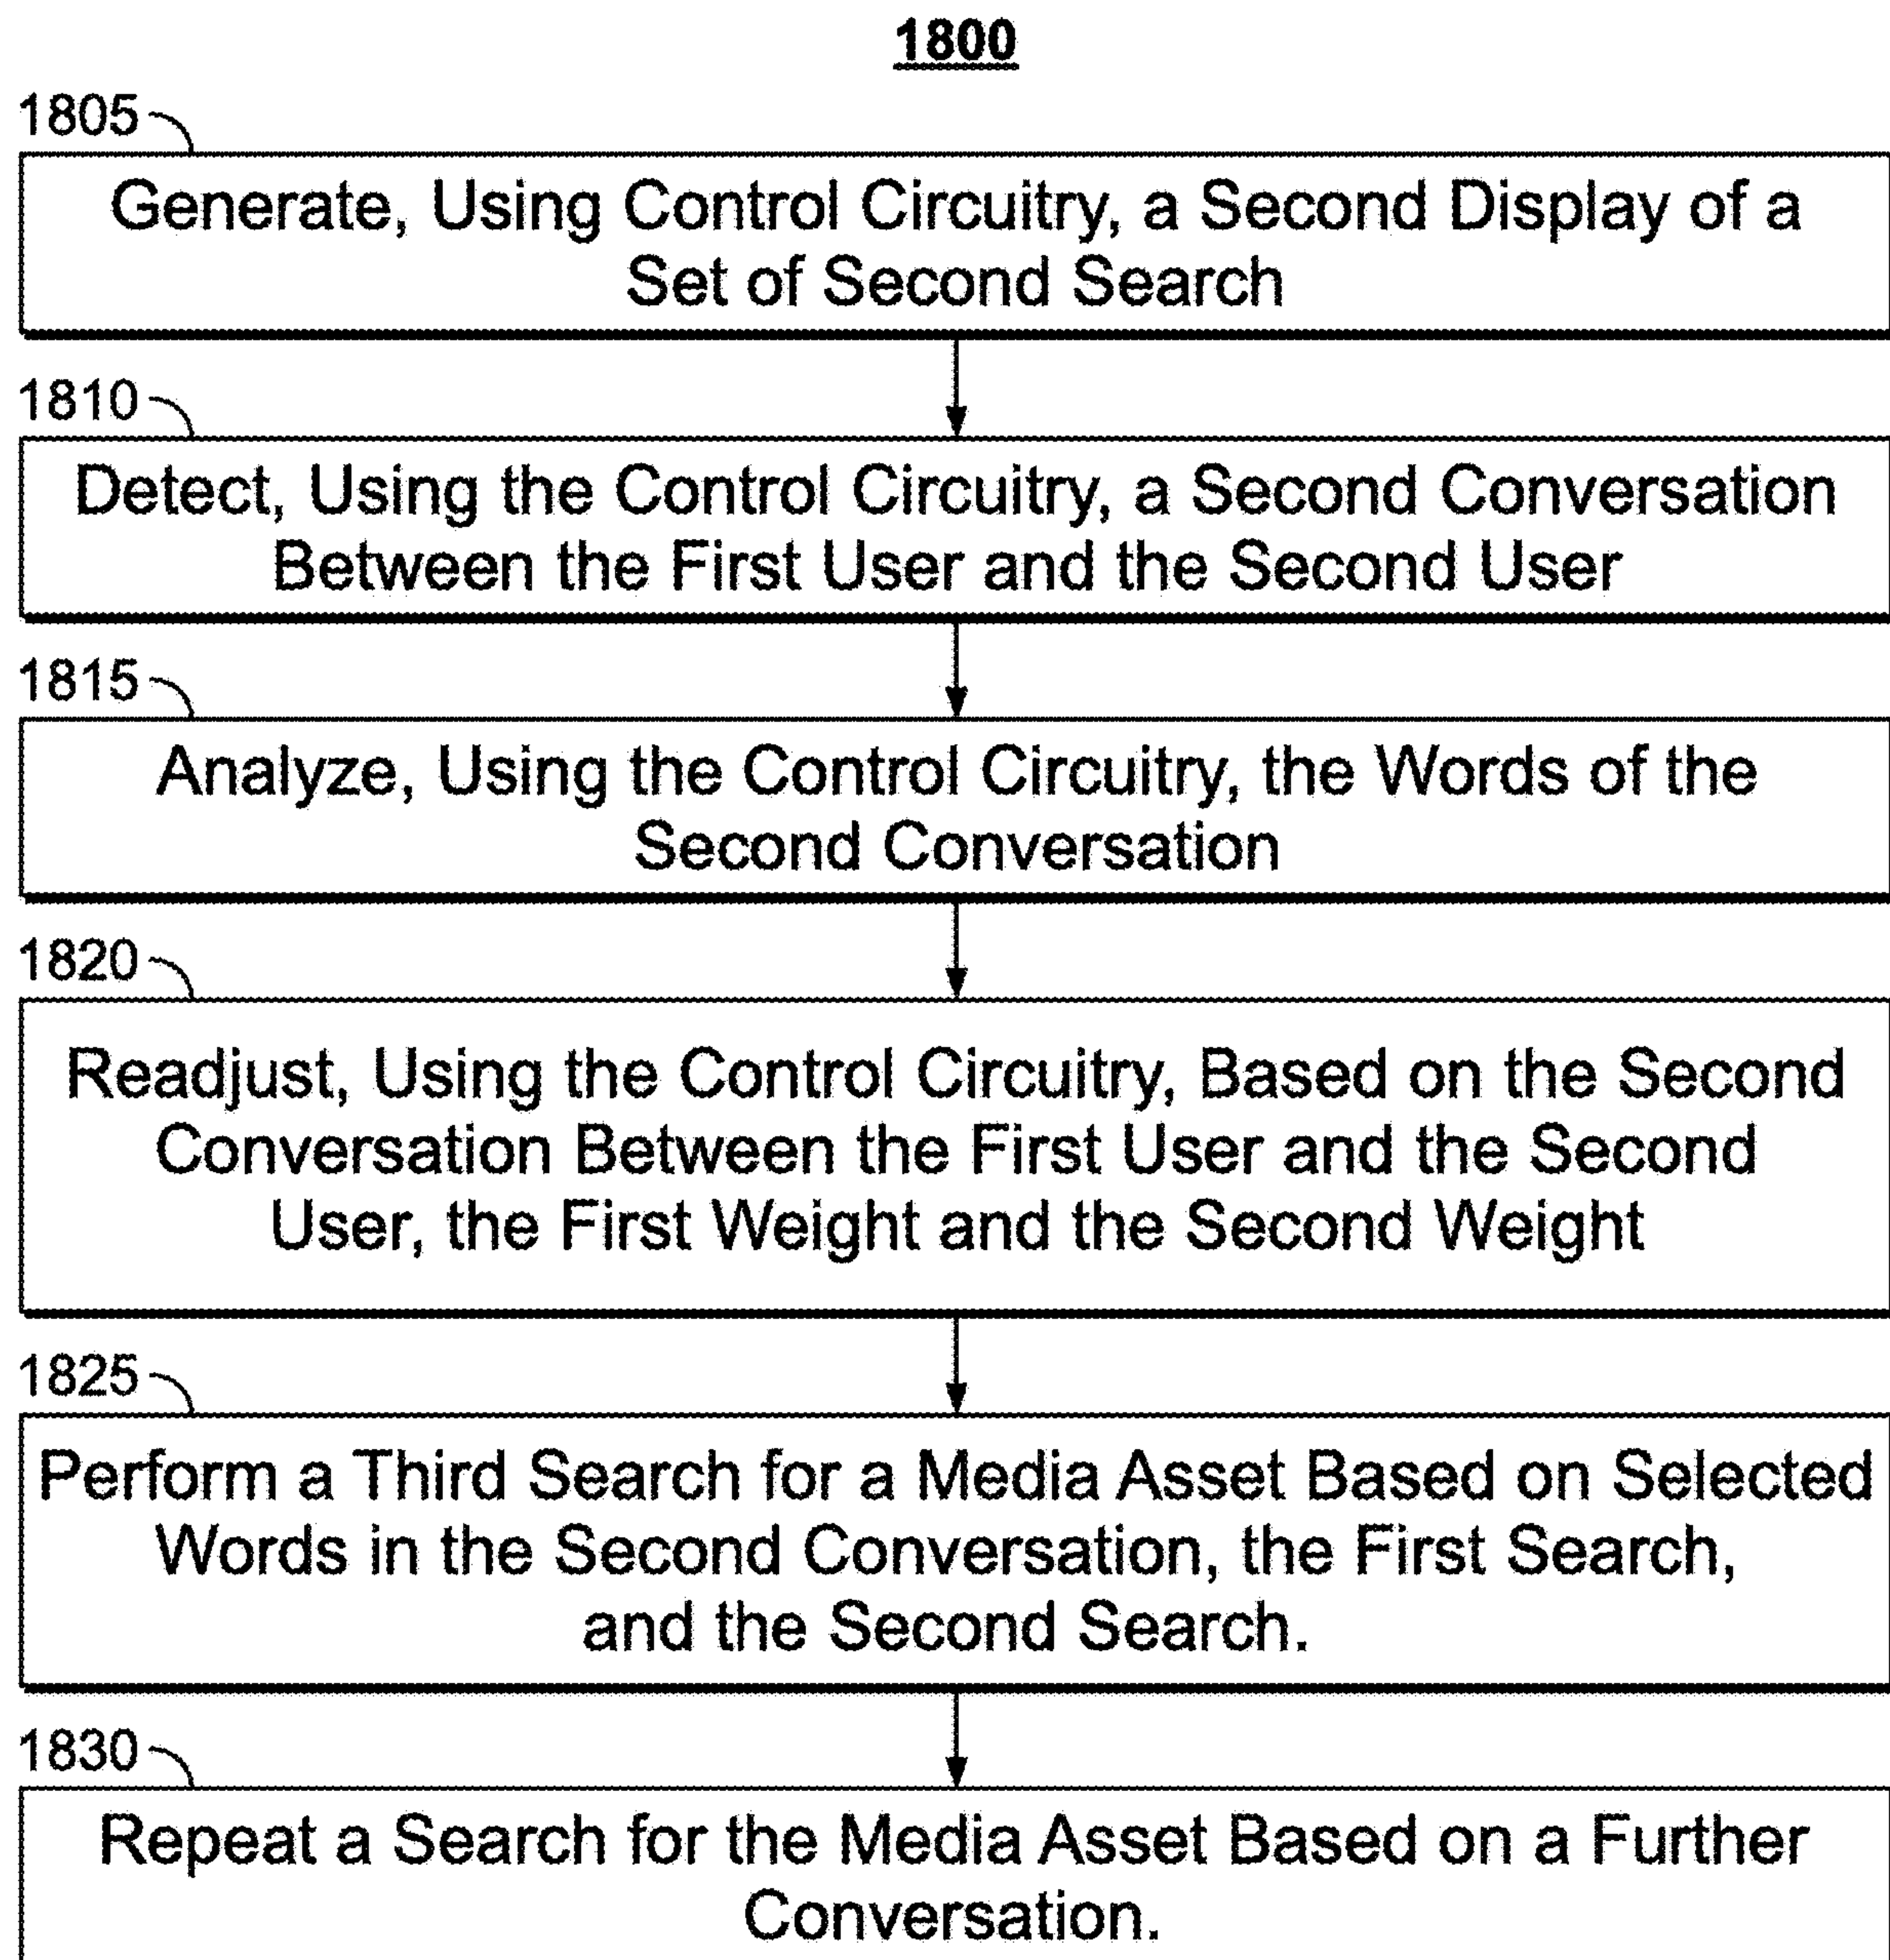 1800
1805
Generate, Using Control Circuitry, a Second Display of a
Set of Second Search
1810
Detect, Using the Control Circuitry, a Second Conversation
Between the First User and the Second User
1815
Analyze, Using the Control Circuitry, the Words of the
Second Conversation
1820
Readjust, Using the Control Circuitry, Based on the Second
Conversation Between the First User and the Second
User, the First Weight and the Second Weight
1825
Perform a Third Search for a Media Asset Based on Selected
Words in the Second Conversation, the First Search,
and the Second Search.
1830
Repeat a Search for the Media Asset Based on a Further
Conversation.